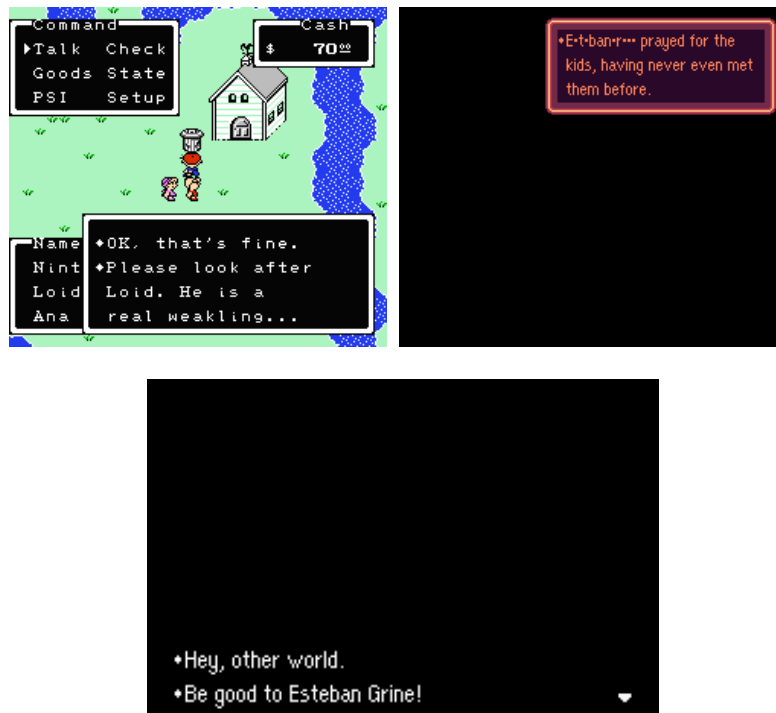 Command
Talk Check
Goods State
PSI Setup
Cash
$ 70.00
Name
Nint
Loid
Ana
•OK, that's fine.
•Please look after
Loid. He is a
real weakling...
•E•t•ban•r••• prayed for the
kids, having never even met
them before.
•Hey, other world.
•Be good to Esteban Grine!